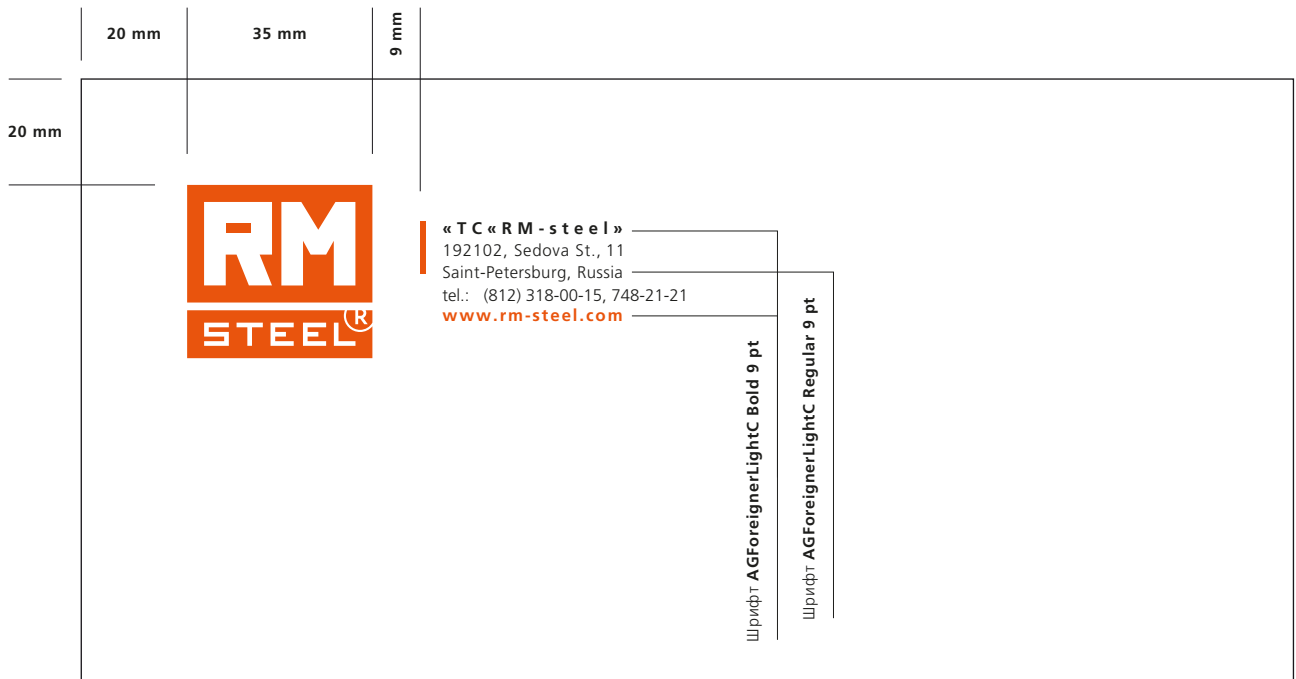 20 mm
35 mm
9 mm
20 mm
RM
STEEL®
«TC«RM-steel»
192102, Sedova St., 11
Saint-Petersburg, Russia
tel.: (812) 318-00-15, 748-21-21
www.rm-steel.com
Шрифт AGForeignerLightC Bold 9 pt
Шрифт AGForeignerLightC Regular 9 pt